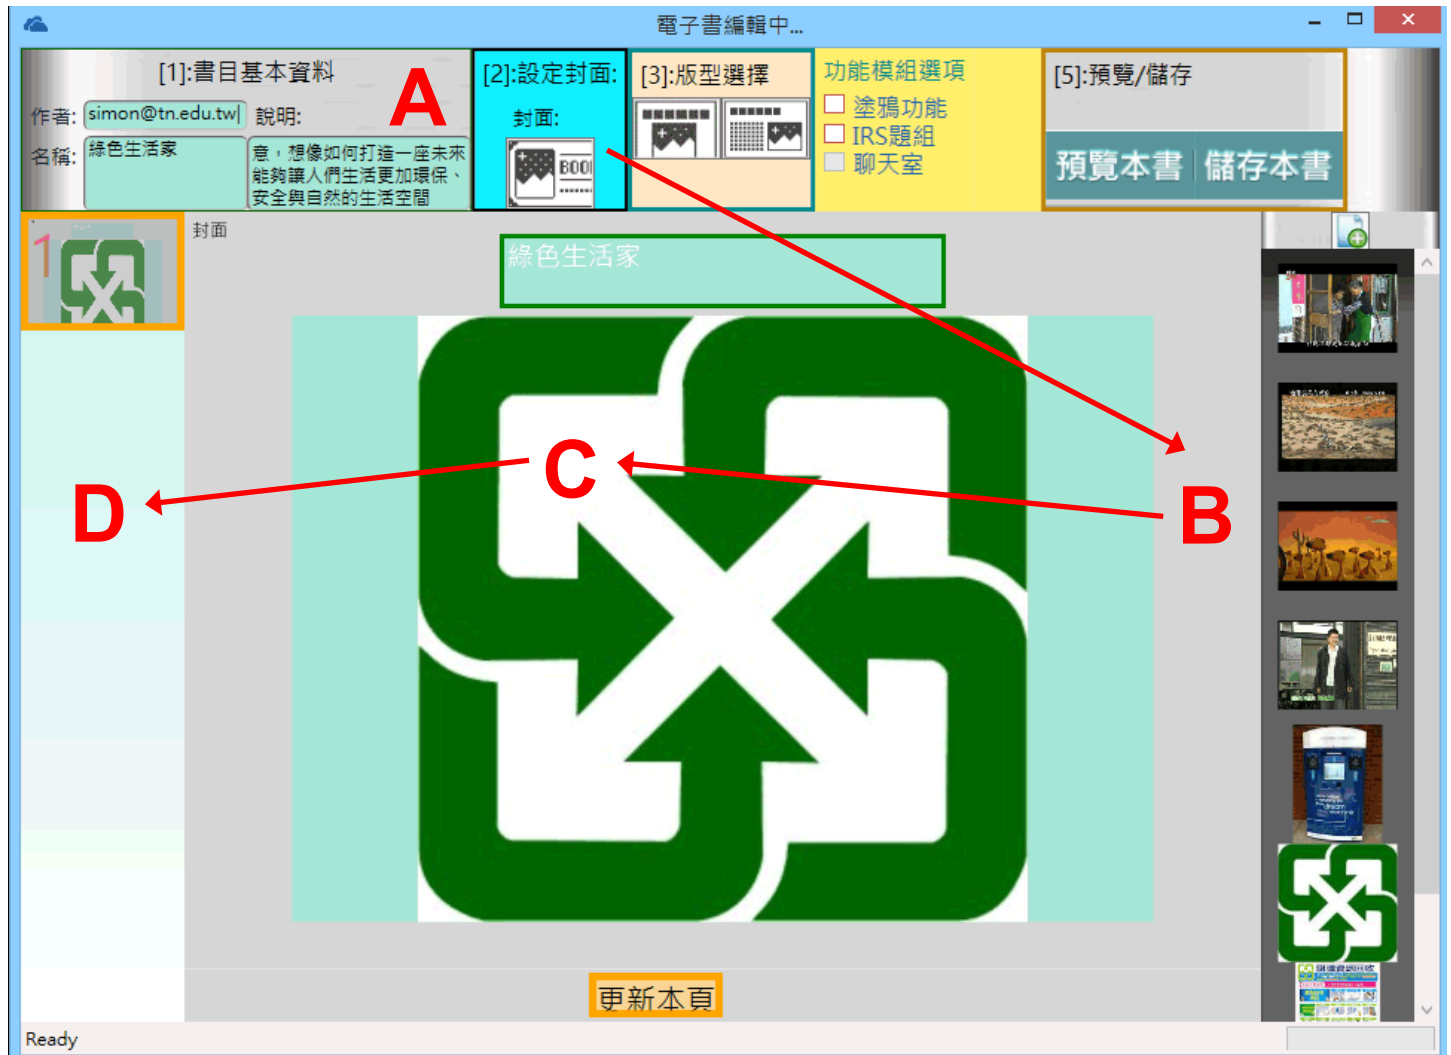 電子書編輯中...
[1]:書目基本資料
A
作者:
simon@tn.edu.tw
說明:
名稱:
綠色生活家
意，想像如何打造一座未來
能夠讓人們生活更加環保、
安全與自然的生活空間
[2]:設定封面:
封面:
BOO
[3]:版型選擇
功能模組選項
塗鴉功能
IRS題組
聊天室
[5]:預覽/儲存
預覽本書
儲存本書
1
封面
綠色生活家
D
C
B
更新本頁
Ready